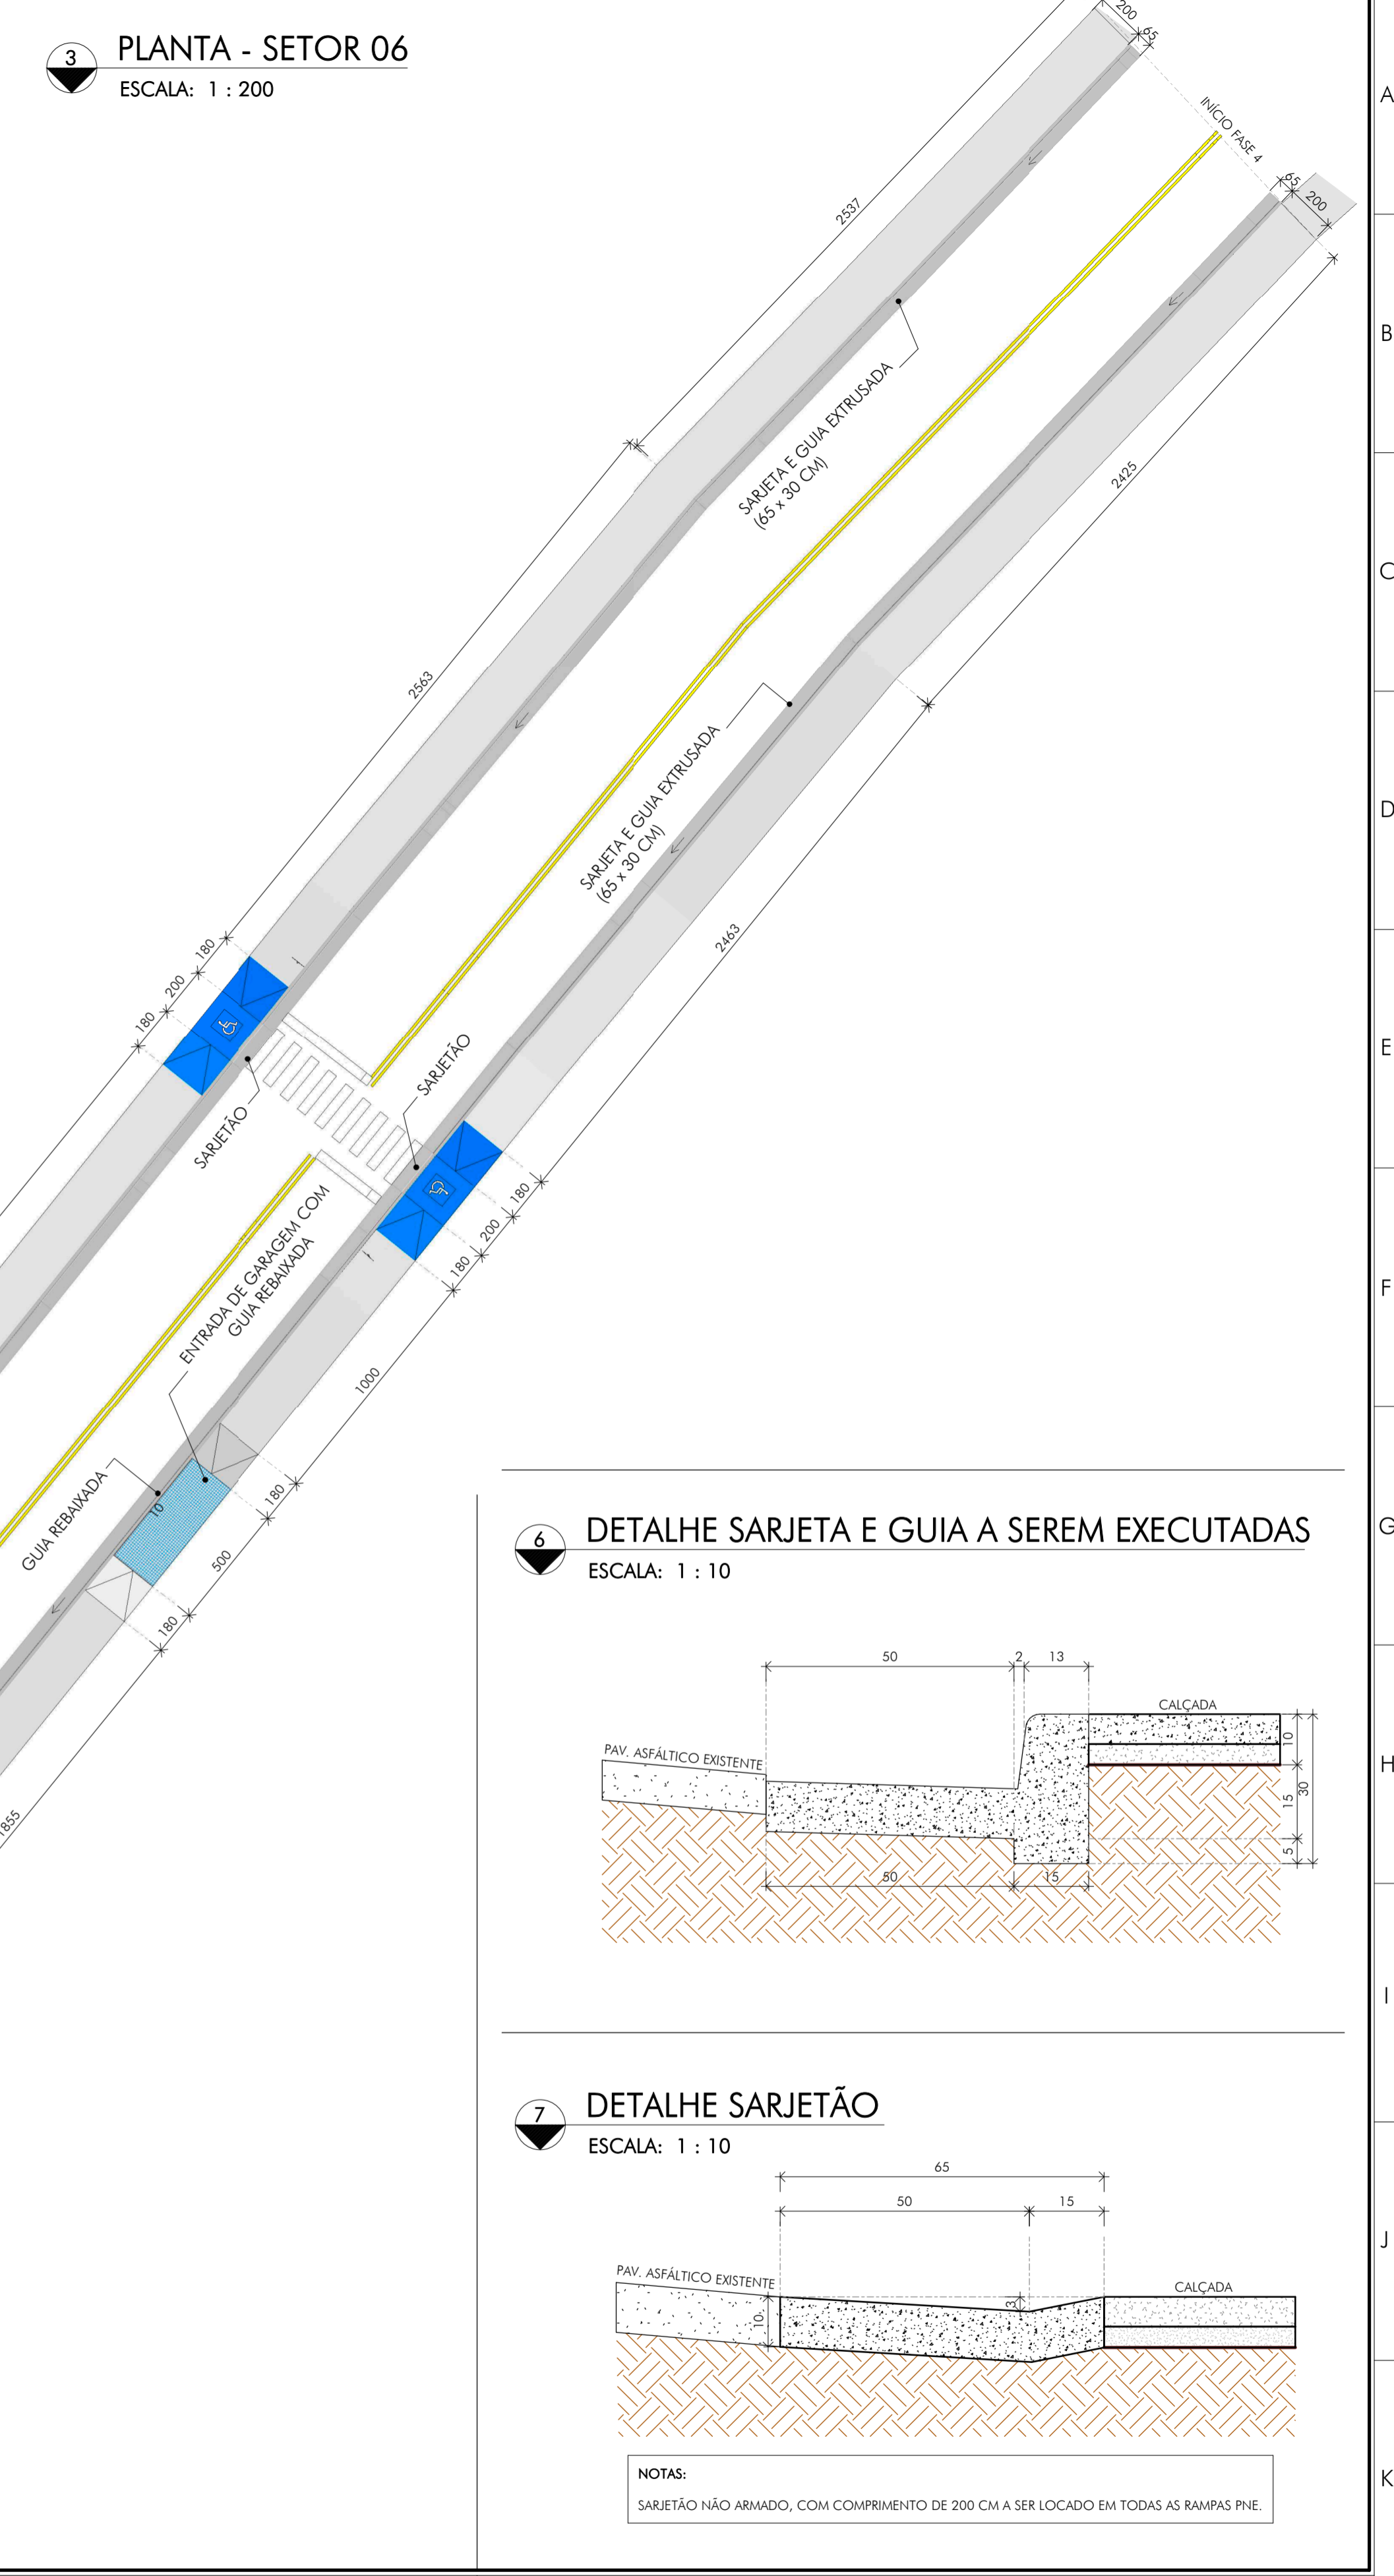 3
PLANTA - SETOR 06
ESCALA: 1 : 200
200
65
INÍCIO FASE 4
65
200
2537
2425
SARJETA E GUIA EXTRUSADA
(65 x 30 CM)
2563
SARJETA E GUIA EXTRUSADA
(65 x 30 CM)
2463
180
200
180
SARJETÃO
SARJETÃO
180
200
180
ENTRADA DE GARAGEM COM
GUIA REBAIXADA
1000
GUIA REBAIXADA
10
180
500
180
1855
A
B
C
D
E
F
G
H
I
J
K
6
DETALHE SARJETA E GUIA A SEREM EXECUTADAS
ESCALA: 1 : 10
50
2
13
CALÇADA
PAV. ASFÁLTICO EXISTENTE
10
15
30
5
50
15
7
DETALHE SARJETÃO
ESCALA: 1 : 10
65
50
15
PAV. ASFÁLTICO EXISTENTE
CALÇADA
3
10
NOTAS:
SARJETÃO NÃO ARMADO, COM COMPRIMENTO DE 200 CM A SER LOCADO EM TODAS AS RAMPAS PNE.